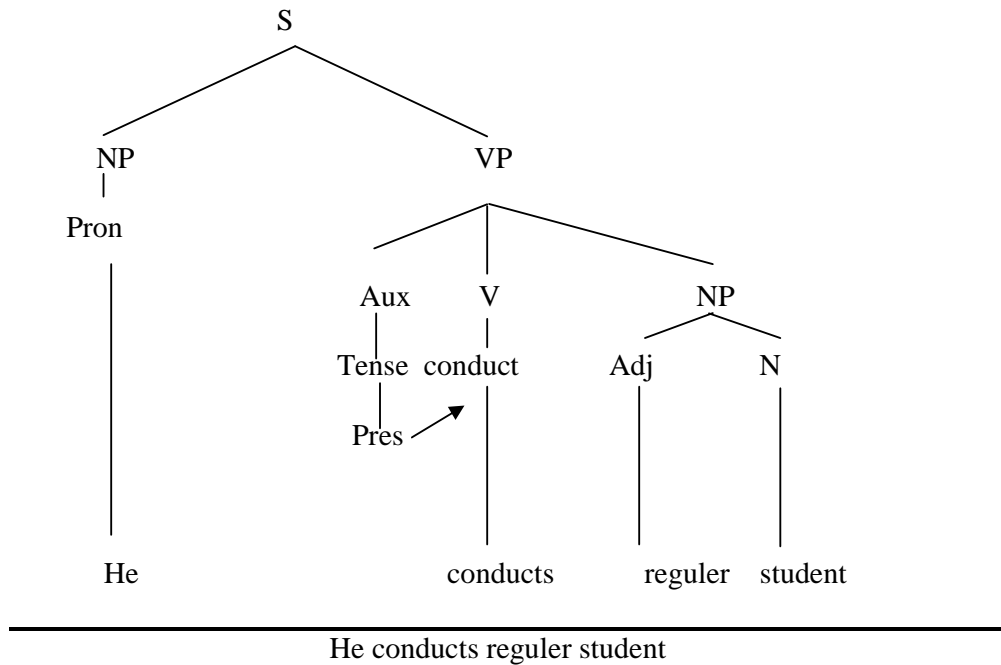 S
NP VP
Pron
Aux V NP
Tense conduct Adj N
Pres
He conducts reguler student
He conducts reguler student